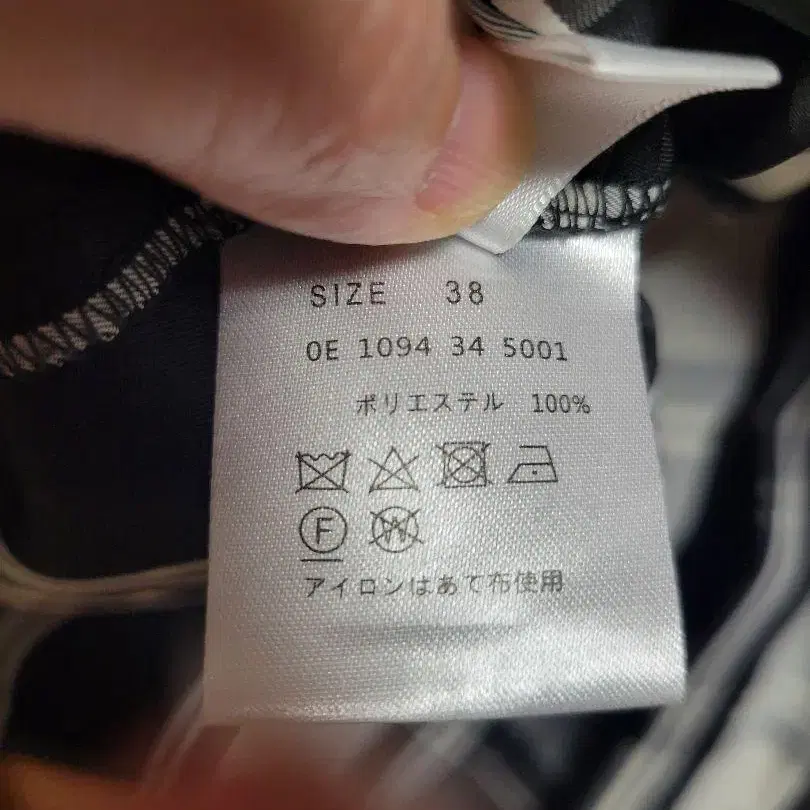 SIZE 38
0E 1094 34 5001
ポリエステル 100%
F W
アイロンはあて布使用